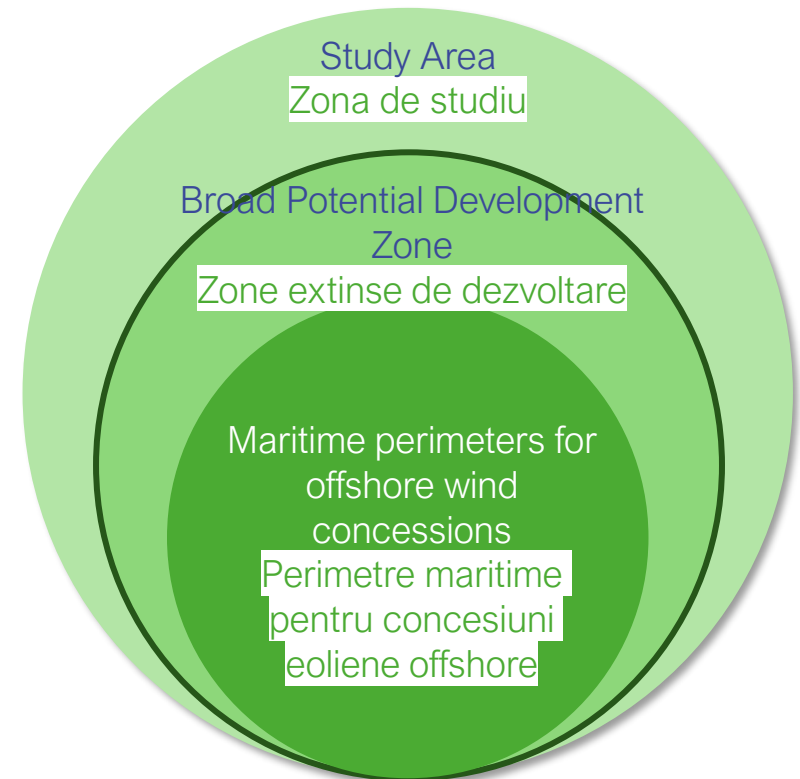 Study Area
Zona de studiu
Broad Potential Development
Zone
Zone extinse de dezvoltare
Maritime perimeters for
offshore wind
concessions
Perimetre maritime
pentru concesiuni
eoliene offshore